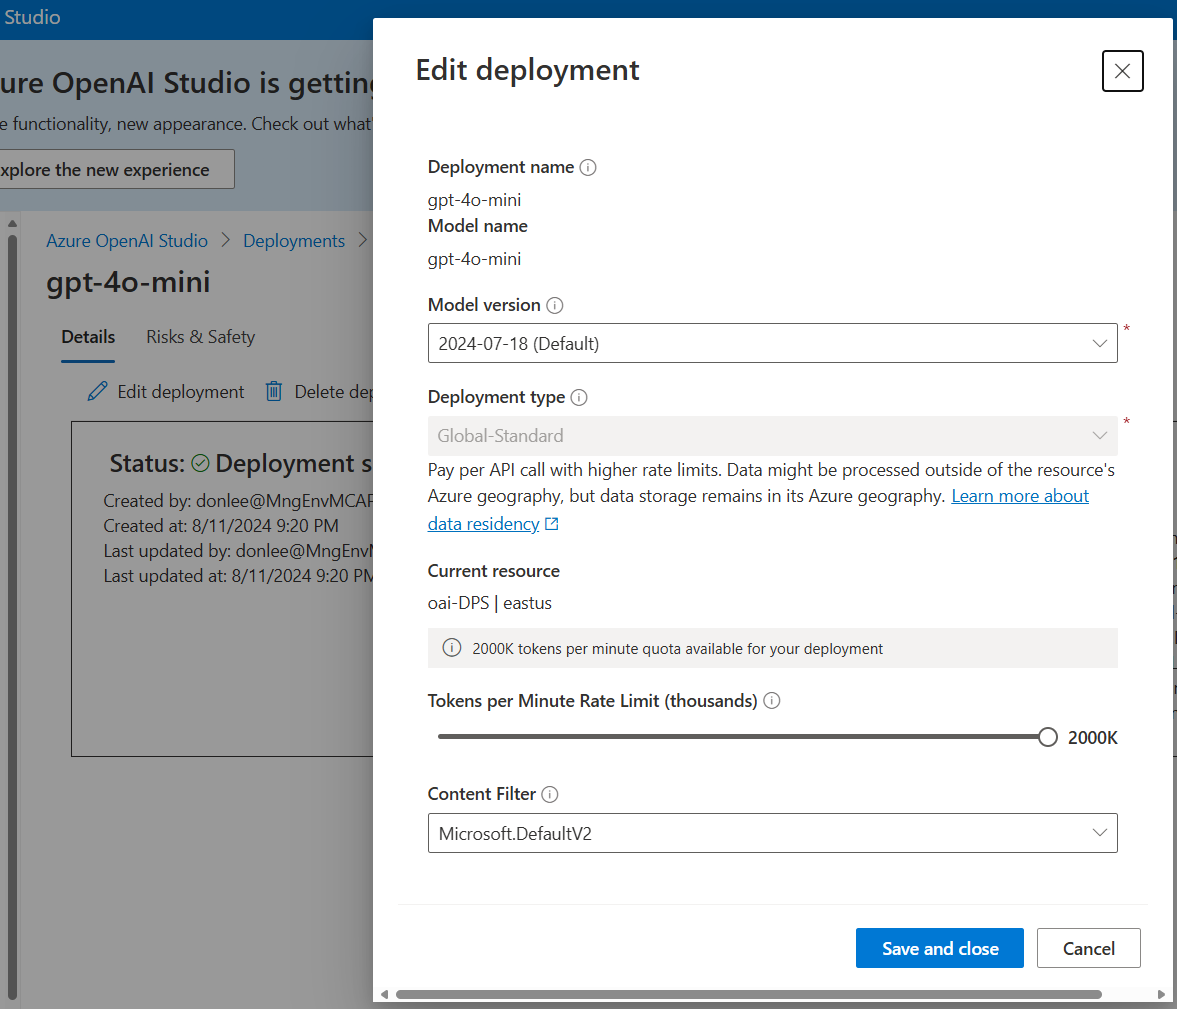 Studio
ure OpenAI Studio is getting
e functionality, new appearance. Check out what'
xplore the new experience
Azure OpenAI Studio > Deployments >
gpt-4o-mini
Details Risks & Safety
Edit deployment Delete dep
Status: Deployment s
Created by: donlee@MngEnvMCAP
Created at: 8/11/2024 9:20 PM
Last updated by: donlee@MngEnvM
Last updated at: 8/11/2024 9:20 PM
Edit deployment
Deployment name
gpt-4o-mini
Model name
gpt-4o-mini
Model version
2024-07-18 (Default) *
Deployment type
Global-Standard *
Pay per API call with higher rate limits. Data might be processed outside of the resource's
Azure geography, but data storage remains in its Azure geography. Learn more about
data residency
Current resource
oai-DPS | eastus
2000K tokens per minute quota available for your deployment
Tokens per Minute Rate Limit (thousands)
2000K
Content Filter
Microsoft.DefaultV2
Save and close Cancel